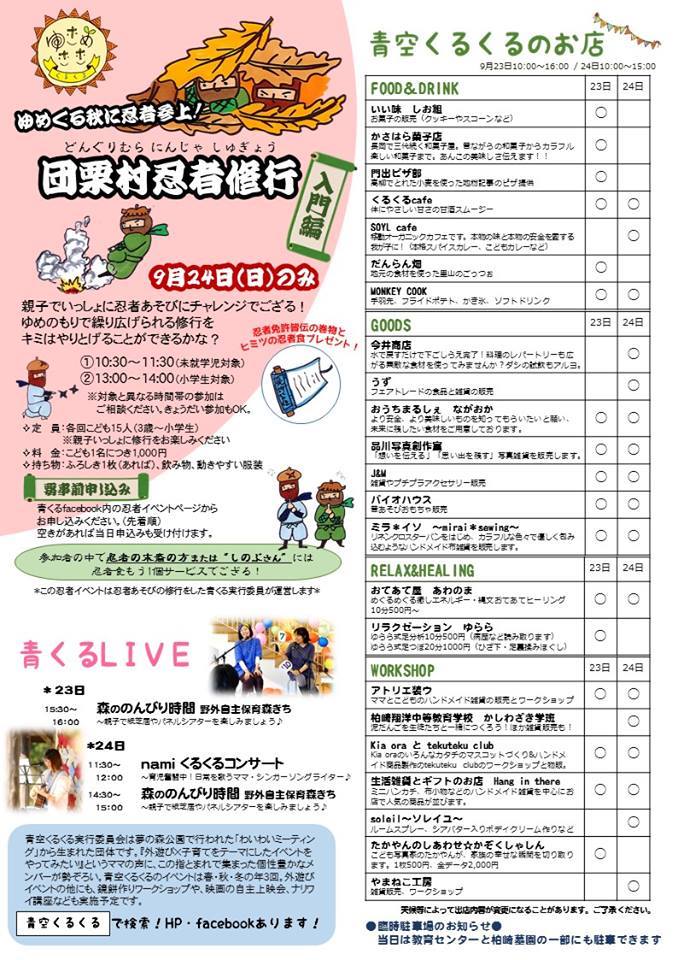 ゆめさきささ
くるくる
ゆめくる秋に忍者参上!
どんぐりむら にんじゃ しゅぎょう
団栗村忍者修行
入門編
9月24日(日)のみ
親子でいっしょに忍者あそびにチャレンジでござる!
ゆめのもりで繰り広げられる修行を
キミはやりとげることができるかな?
忍者免許皆伝の巻物と
ヒミツの忍者食プレゼント!
①10:30~11:30(未就学児対象)
②13:00~14:00(小学生対象)
※対象と異なる時間帯の参加は
ご相談ください。きょうだい参加もOK。
✧定 員:各回こども15人(3歳~小学生)
※親子いっしょに修行をお楽しみください
✧料 金:こども1名につき1,000円
✧持ち物:ふろしき1枚(あれば)、飲み物、動きやすい服装
要事前申し込み
青くるfacebook内の忍者イベントページから
お申し込みください。(先着順)
空きがあれば当日申込みも受け付けます。
参加者の中で忍者の末裔の方または“しのぶさん”には
忍者食もう1個サービスでござる!
*この忍者イベントは忍者あそびの修行をした青くる実行委員が運営します*
青くるLIVE
*23日
15:30~
16:00
森ののんびり時間 野外自主保育森きち
~親子で紙芝居やパネルシアターを楽しみましょう♪
*24日
11:30~
12:00
nami くるくるコンサート
~育児奮闘中!日常を歌うママ・シンガーソングライター♪
14:30~
15:00
森ののんびり時間 野外自主保育森きち
~親子で紙芝居やパネルシアターを楽しみましょう♪
青空くるくる実行委員会は夢の森公園で行われた「わいわいミーティング」
から生まれた団体です。『外遊び×子育てをテーマにしたイベントを
やってみたい』というママの声に、この指とまれで集まった個性豊かなメ
ンバーが勢ぞろい。青空くるくるのイベントは春・秋・冬の年3回。外遊び
イベントの他にも、鏡餅作りワークショップや、映画の自主上映会、ナリワ
イ講座なども実施予定です。
青空くるくる で検索!HP・facebookあります!
青空くるくるのお店
9月23日10:00~16:00 /24日10:00~15:00
FOOD&DRINK 23日 24日
いい味 しお組 ○
お菓子の販売(クッキーやスコーンなど)
かさはら菓子店 ○
長岡で三代続く和菓子屋。昔ながらの和菓子からカラフル
楽しい和菓子まで。あんこの美味しさ伝えます!!
門出ピザ部 ○
高柳でとれた小麦を使った地粉記事のピザ提供
くるくるcafe ○ ○
体にやさしい甘さの甘酒スムージー
SOYL cafe ○
移動オーガニックカフェです。本物の味と本物の安全を愛する
我が子に!(本格スパイスカレー、こどもカレーなど)
だんらん畑 ○
地元の食材を使った里山のごっつぉ
MONKEY COOK ○ ○
手羽先、フライドポテト、かき氷、ソフトドリンク
GOODS 23日 24日
今井商店 ○
水で戻すだけで下ごしらえ完了!料理のレパートリーも広
がる素敵な食材を使ってみませんか?ダシの試飲もアルヨ。
うず ○
フェアトレードの食品と雑貨の販売
おうちまるしぇ ながおか ○ ○
より安全、より美味しいものを知ってもらいたいと願い、
未来に残したい食材をご用意しております。
品川写真創作室 ○ ○
「想いを伝える」「思い出を残す」写真雑貨を販売します。
J&M ○ ○
雑貨やプチプラアクセサリー販売
バイオハウス ○ ○
昔あそびおもちゃ、販売
ミラ*イソ ~mirai*sewing~ ○ ○
リネンクロスターバンをはじめ、カラフルな色々で優しく包み
込むようなハンドメイド布雑貨を販売します。
RELAX&HEALING 23日 24日
おてあて屋 あわのま ○ ○
めぐるめぐる癒しエネルギー・縄文おてあてヒーリング
10分500円~
リラクゼーション ゆらら ○
ゆらら式足分析10分500円(病歴など読み取ります)
ゆらら式足つぼ20分1000円(ひざ下・足裏揉みほぐし)
WORKSHOP 23日 24日
アトリエ装ウ ○ ○
ママとこどものハンドメイド雑貨の販売とワークショップ
柏崎翔洋中等教育学校 かしわざき学班 ○
泥だんごを生徒たちと一緒につくろう!ほか雑貨販売も!
Kia ora と tekuteku club ○ ○
Kia oraのいろんなカタチのマスコットづくり&ハンドメ
イド商品製作のtekuteku clubのワークショップと物販。
生活雑貨とギフトのお店 Hang in there ○ ○
ミニハンチ、布小物などのハンドメイド雑貨を中心にお
店で人気の商品が並びます。
soleil~ソレイユ~ ○
ルームスプレー、シアバター入りボディクリーム作りなど
たかやんのしあわせ☆かぞくしゃしん ○ ○
こども写真家のたかやんが、家族の幸せな瞬間を切り取り
ます。1枚500円、全データ2,000円
やまねこ工房 ○
雑貨販売、ワークショップ
天候等によって出店内容が変更になることがあります。ご了承ください。
●臨時駐車場のお知らせ●
当日は教育センターと柏崎墓園の一部にも駐車できます